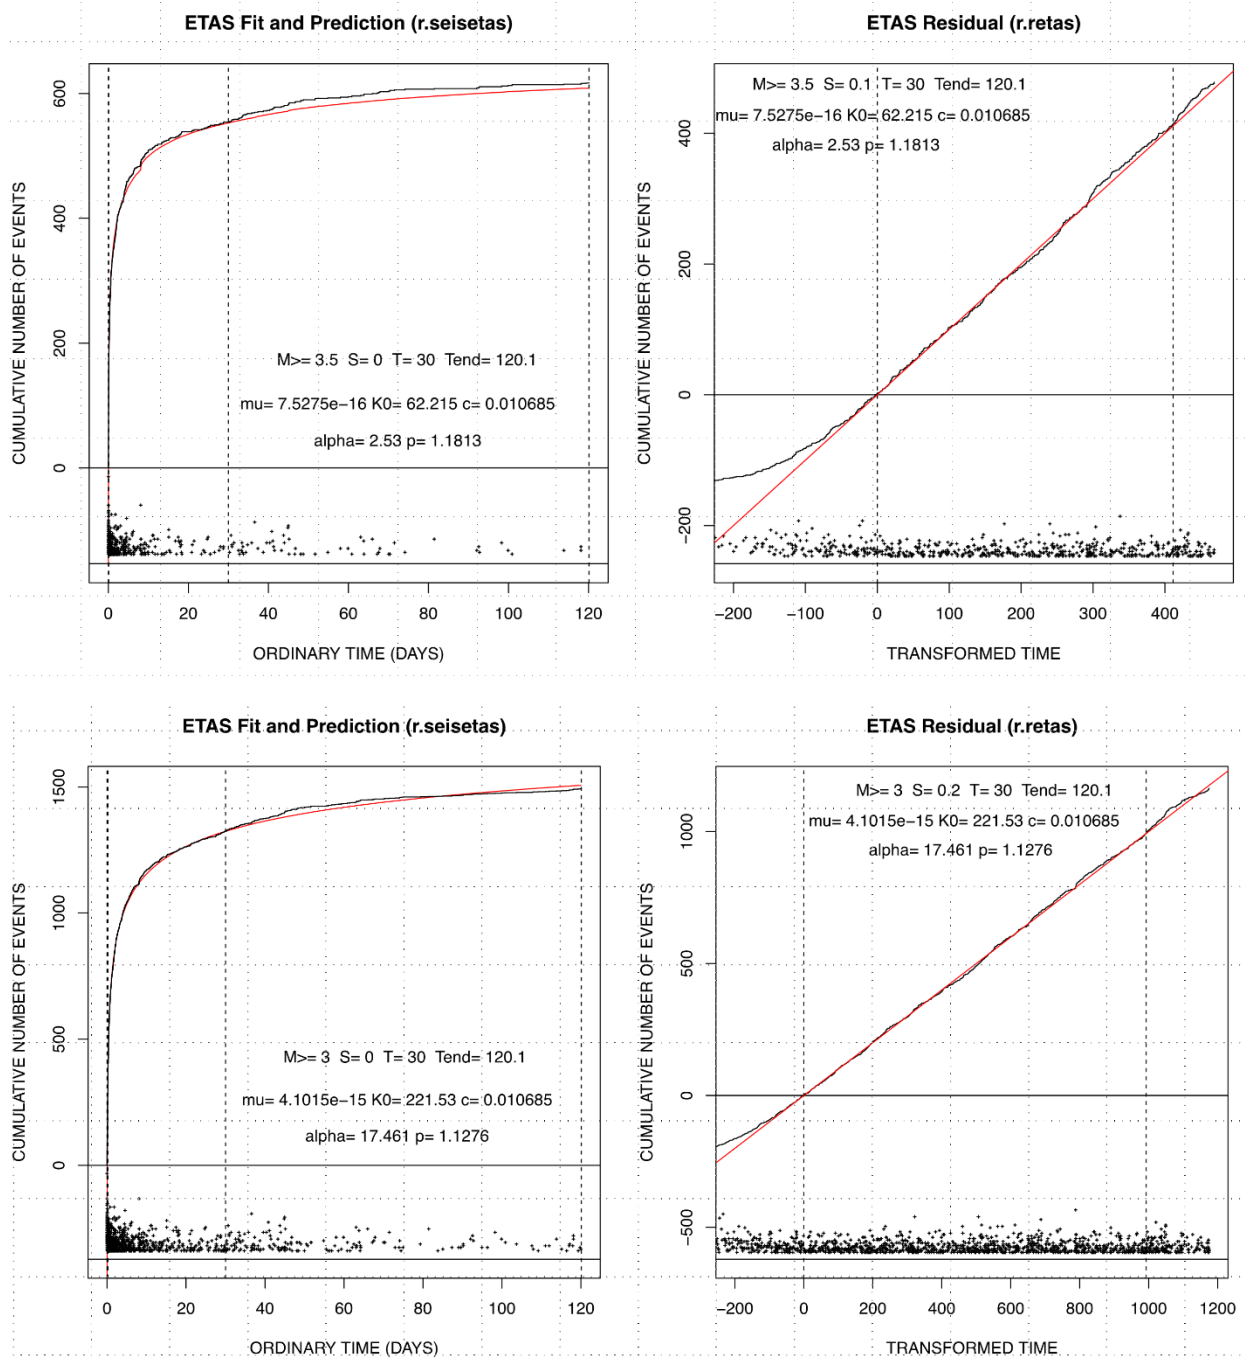 ETAS Fit and Prediction (r.seisetas)
CUMULATIVE NUMBER OF EVENTS
600
400
200
0
M>= 3.5 S= 0 T= 30 Tend= 120.1
mu= 7.5275e−16 K0= 62.215 c= 0.010685
alpha= 2.53 p= 1.1813
0 20 40 60 80 100 120
ORDINARY TIME (DAYS)
ETAS Residual (r.retas)
M>= 3.5 S= 0.1 T= 30 Tend= 120.1
mu= 7.5275e−16 K0= 62.215 c= 0.010685
alpha= 2.53 p= 1.1813
CUMULATIVE NUMBER OF EVENTS
400
200
0
−200
−200 −100 0 100 200 300 400
TRANSFORMED TIME
ETAS Fit and Prediction (r.seisetas)
CUMULATIVE NUMBER OF EVENTS
1500
1000
500
0
M>= 3 S= 0 T= 30 Tend= 120.1
mu= 4.1015e−15 K0= 221.53 c= 0.010685
alpha= 17.461 p= 1.1276
0 20 40 60 80 100 120
ORDINARY TIME (DAYS)
ETAS Residual (r.retas)
M>= 3 S= 0.2 T= 30 Tend= 120.1
mu= 4.1015e−15 K0= 221.53 c= 0.010685
alpha= 17.461 p= 1.1276
CUMULATIVE NUMBER OF EVENTS
1000
500
0
−500
−200 0 200 400 600 800 1000 1200
TRANSFORMED TIME